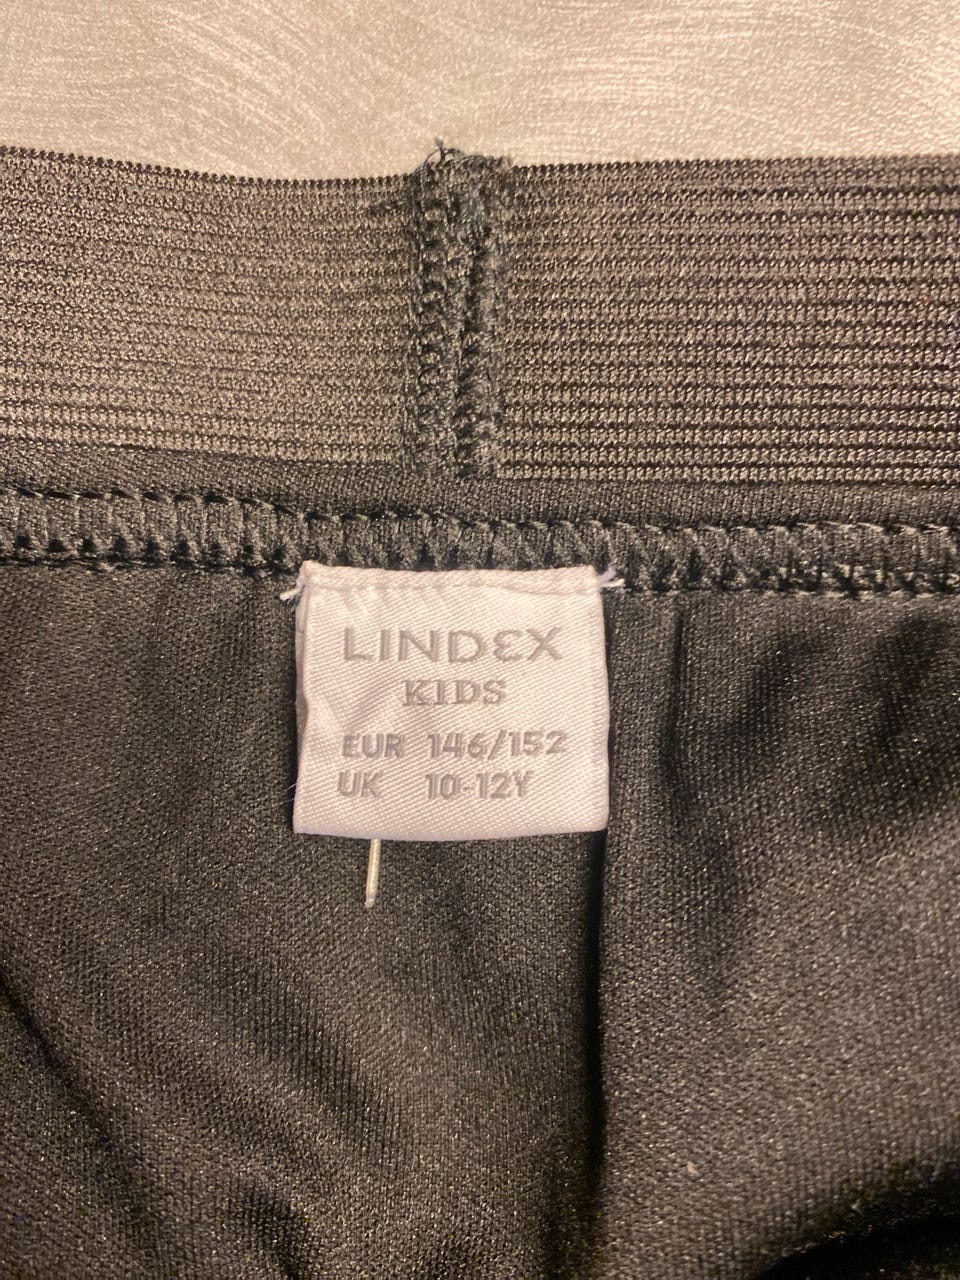 LINDEX
KIDS
EUR 146/152
UK 10-12Y